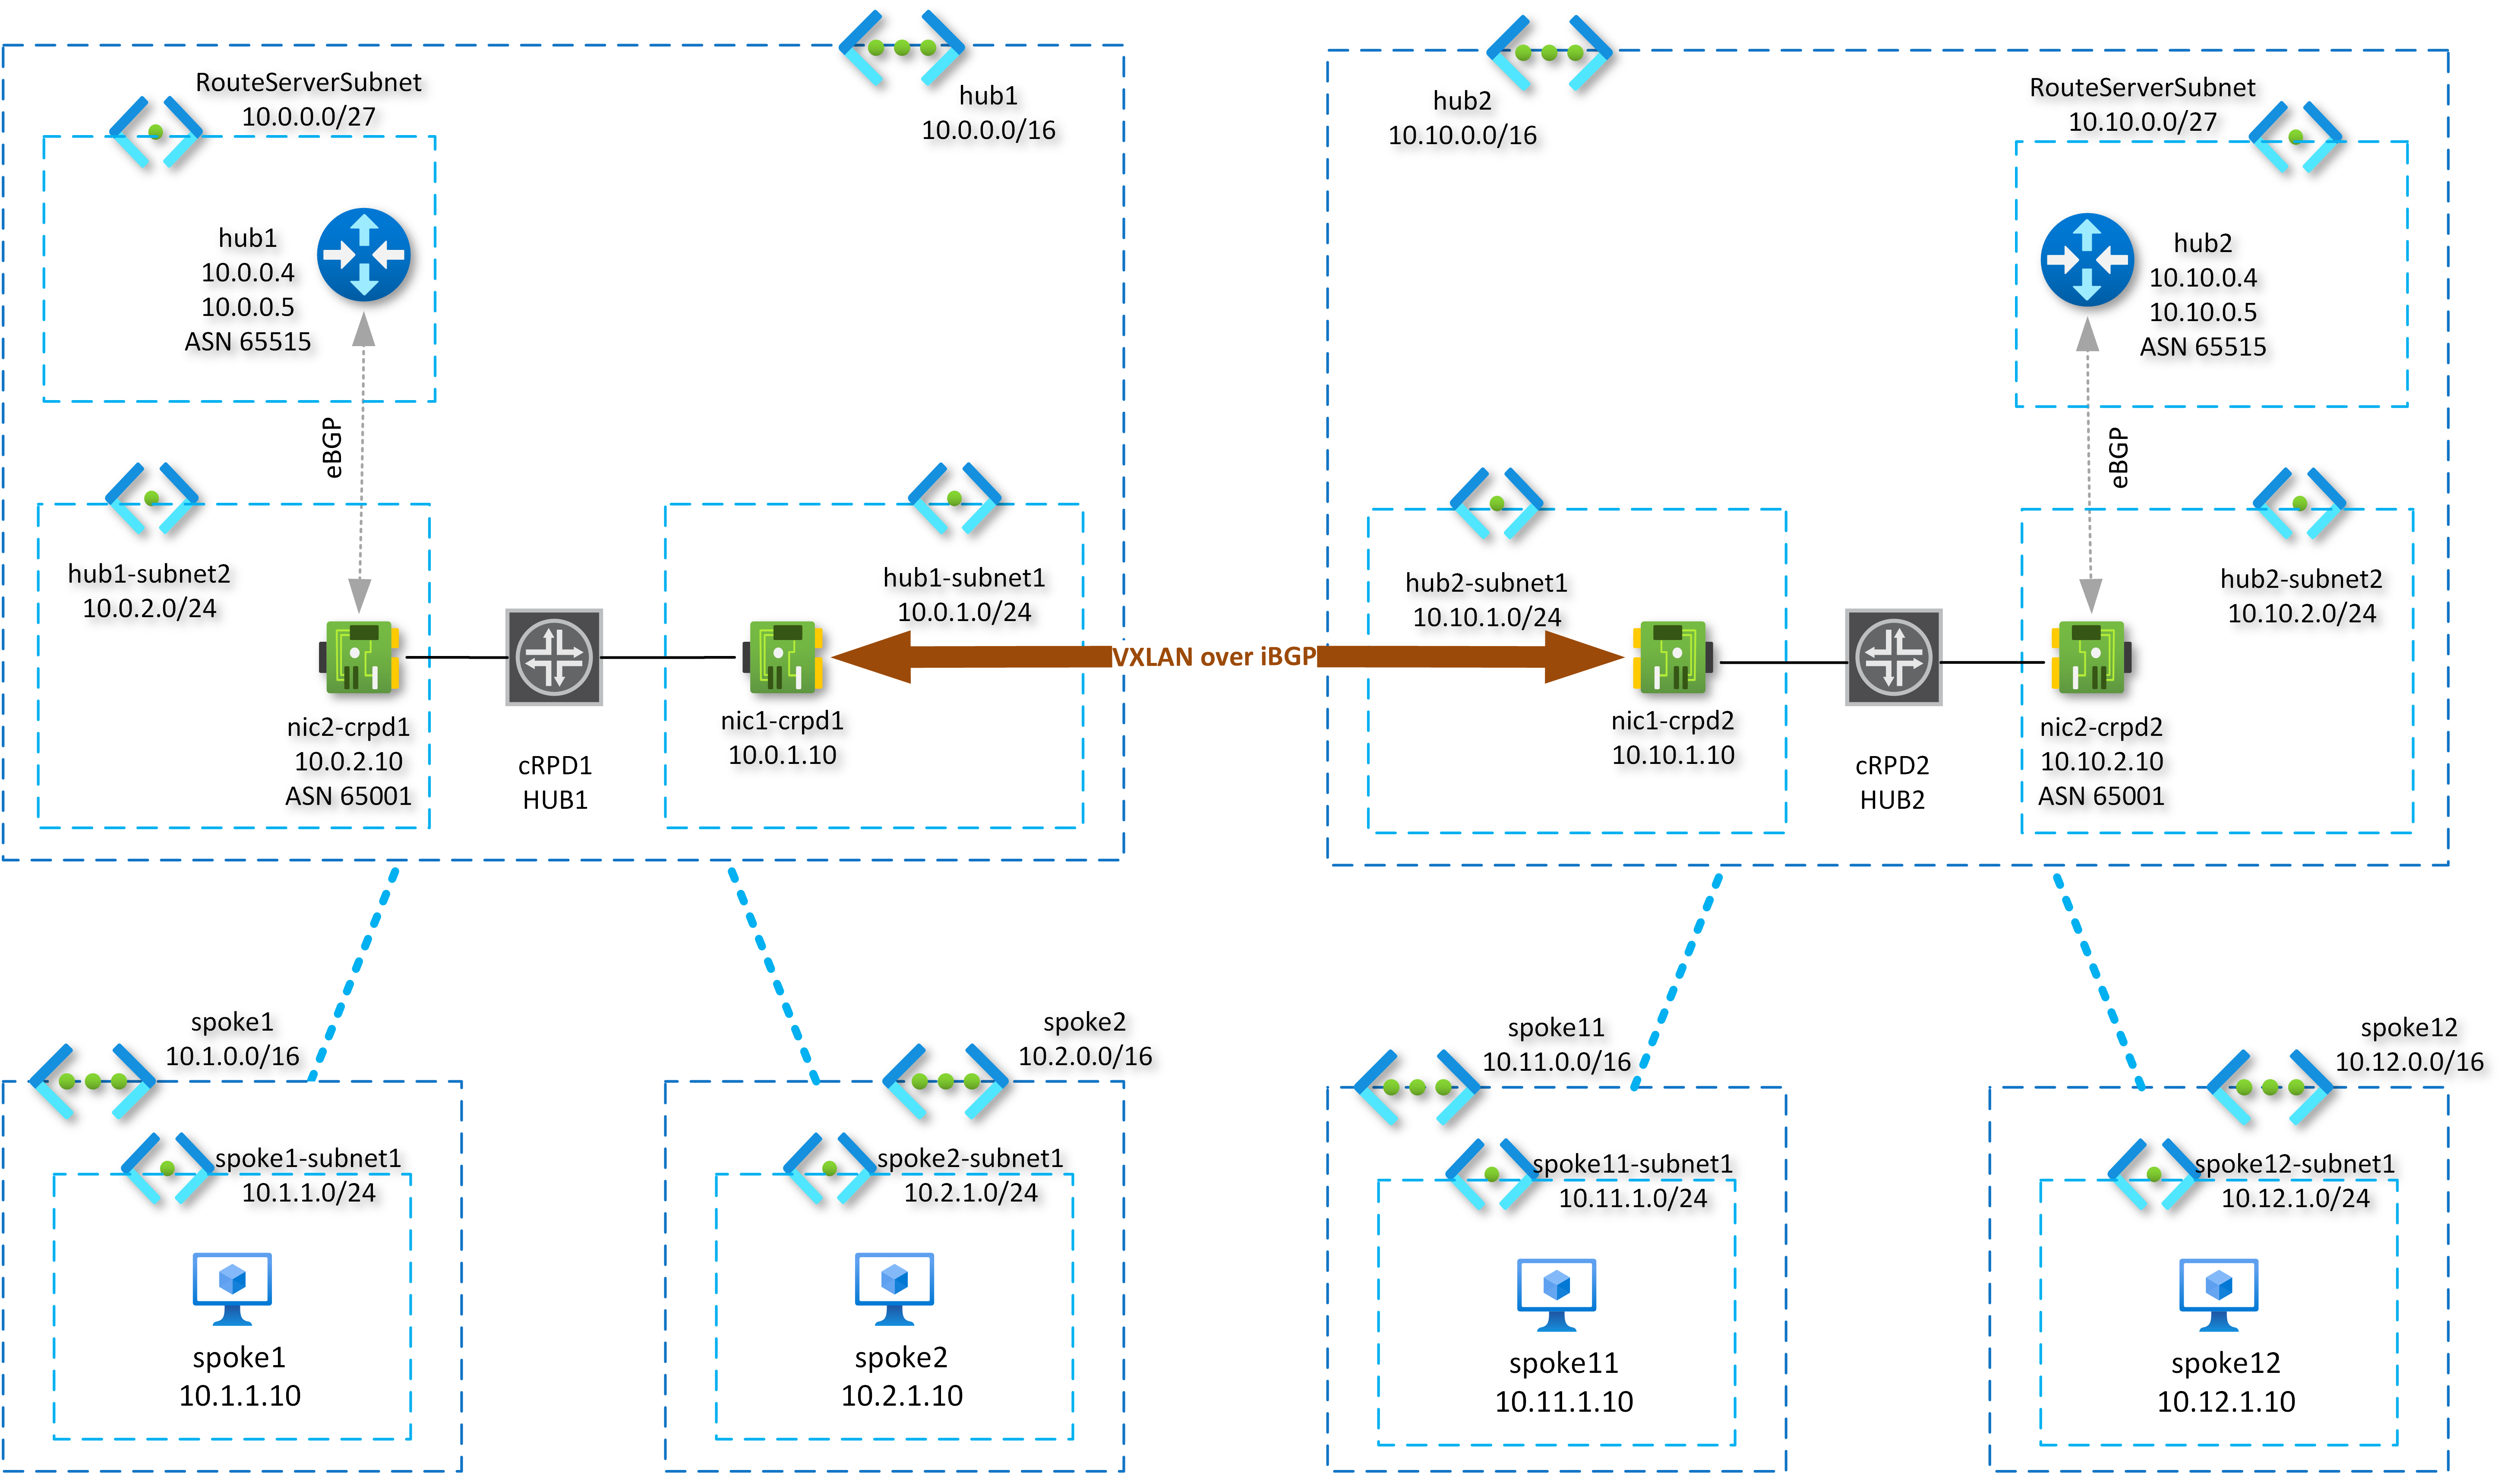 RouteServerSubnet
10.0.0.0/27
hub1
10.0.0.0/16
hub1
10.0.0.4
10.0.0.5
ASN 65515
eBGP
hub1-subnet2
10.0.2.0/24
hub1-subnet1
10.0.1.0/24
nic2-crpd1
10.0.2.10
ASN 65001
cRPD1
HUB1
nic1-crpd1
10.0.1.10
VXLAN over iBGP
hub2
10.10.0.0/16
RouteServerSubnet
10.10.0.0/27
hub2
10.10.0.4
10.10.0.5
ASN 65515
eBGP
hub2-subnet1
10.10.1.0/24
hub2-subnet2
10.10.2.0/24
nic1-crpd2
10.10.1.10
cRPD2
HUB2
nic2-crpd2
10.10.2.10
ASN 65001
spoke1
10.1.0.0/16
spoke1-subnet1
10.1.1.0/24
spoke1
10.1.1.10
spoke2
10.2.0.0/16
spoke2-subnet1
10.2.1.0/24
spoke2
10.2.1.10
spoke11
10.11.0.0/16
spoke11-subnet1
10.11.1.0/24
spoke11
10.11.1.10
spoke12
10.12.0.0/16
spoke12-subnet1
10.12.1.0/24
spoke12
10.12.1.10